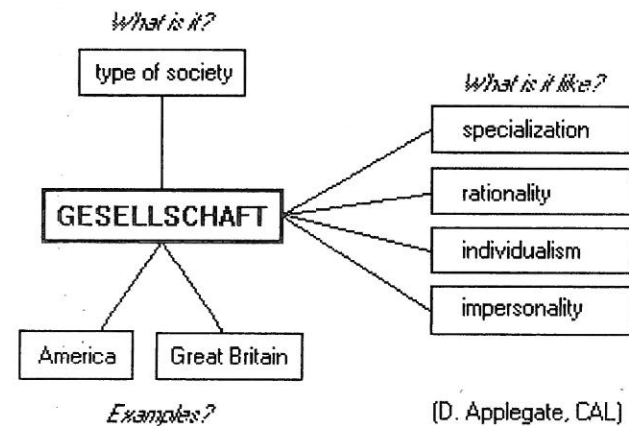 What is it?
type of society
What is it like?
specialization
rationality
GESELLSCHAFT
individualism
impersonality
America
Great Britain
Examples?
(D. Applegate, CAL)